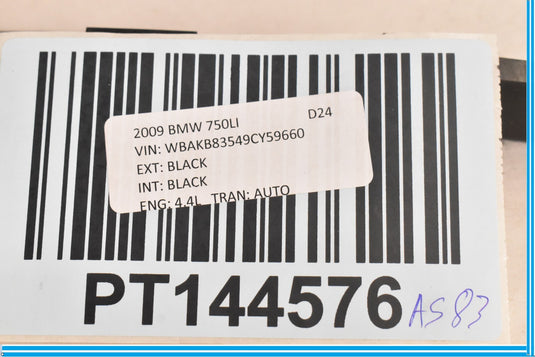 2009 BMW 750LI D24
VIN: WBAKB83549CY59660
EXT: BLACK
INT: BLACK
ENG: 4.4L TRAN: AUTO
PT144576 AS83